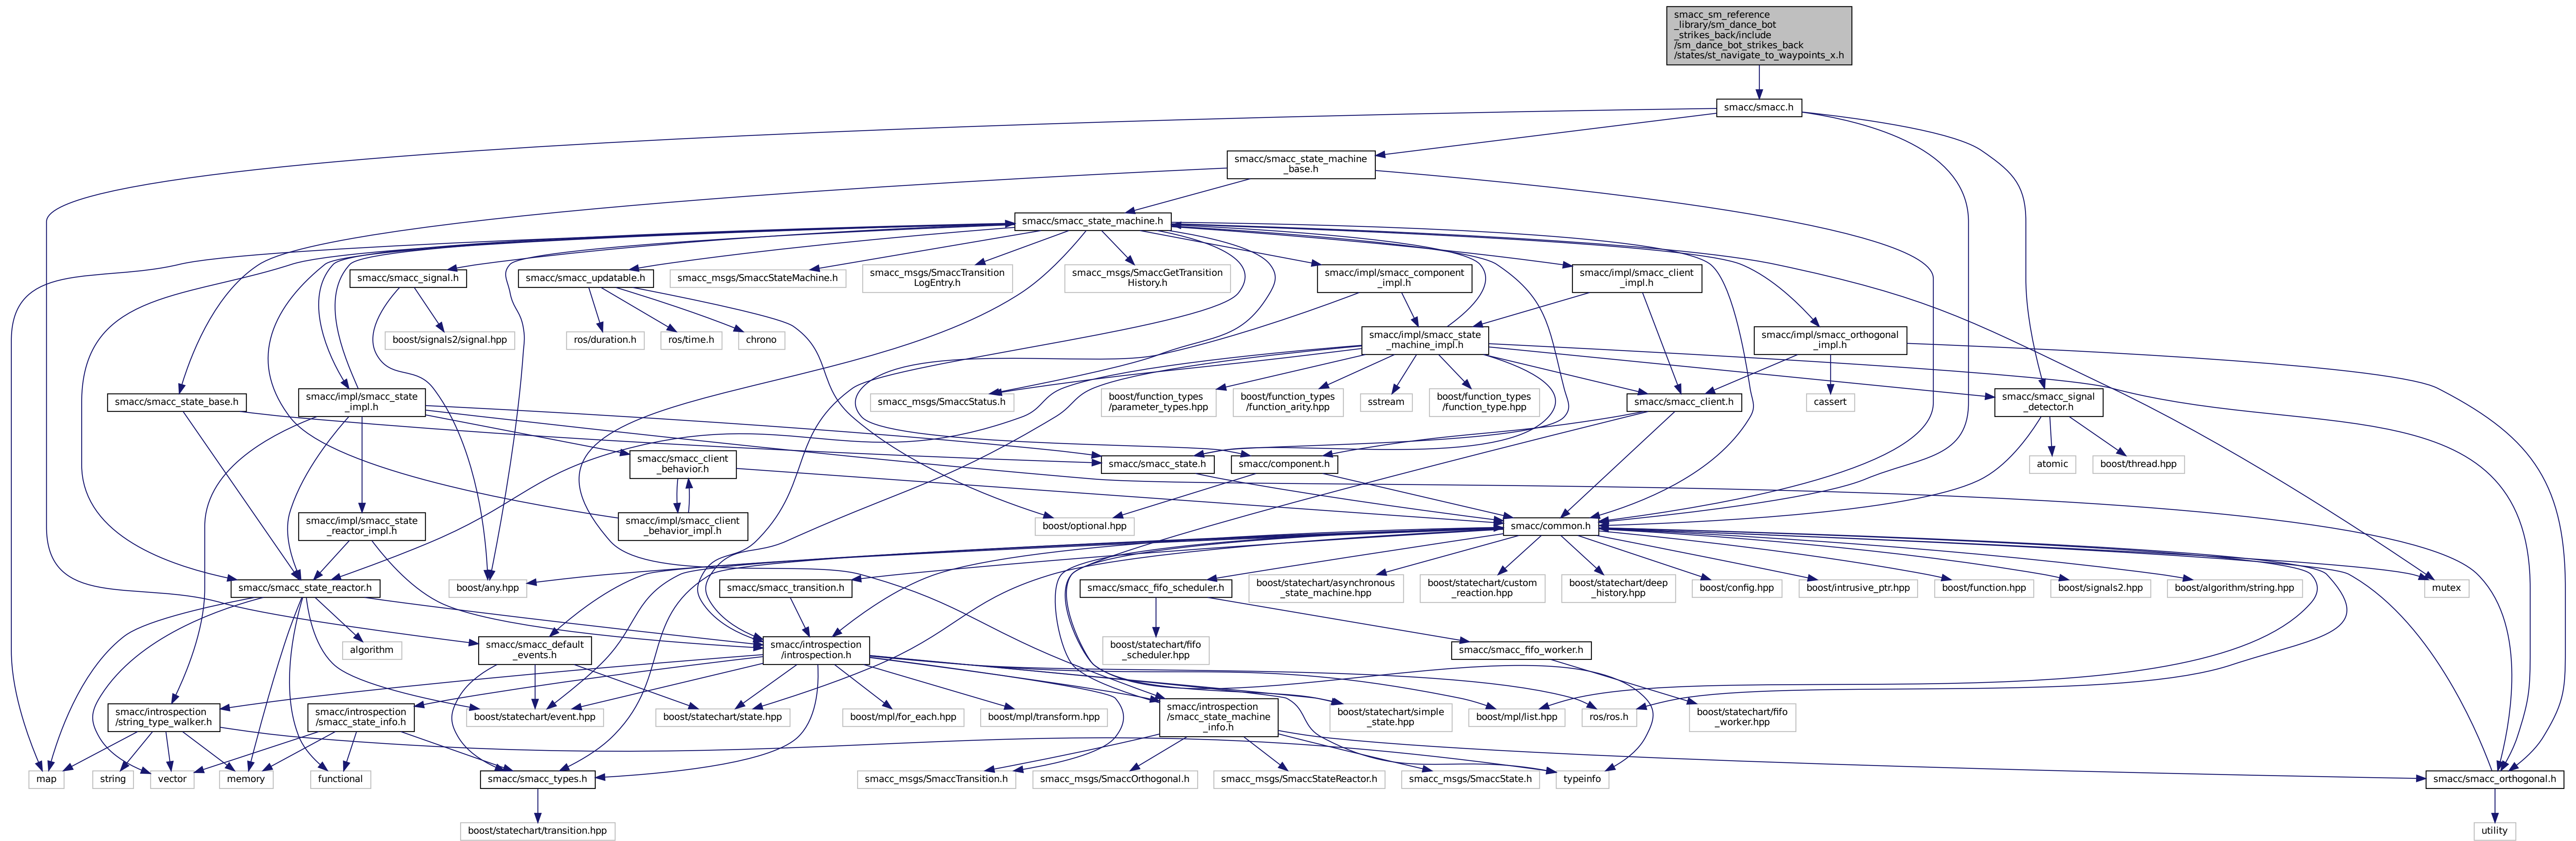 smacc_sm_reference
_library/sm_dance_bot
_strikes_back/include
/sm_dance_bot_strikes_back
/states/st_navigate_to_waypoints_x.h
smacc/smacc.h
smacc/smacc_state_machine
_base.h
smacc/smacc_state_machine.h
smacc/smacc_signal.h
smacc/smacc_updatable.h
smacc_msgs/SmaccStateMachine.h
smacc_msgs/SmaccTransition
LogEntry.h
smacc_msgs/SmaccGetTransition
History.h
smacc/impl/smacc_component
_impl.h
smacc/impl/smacc_client
_impl.h
boost/signals2/signal.hpp
ros/duration.h
ros/time.h
chrono
smacc/impl/smacc_state
_machine_impl.h
smacc/impl/smacc_orthogonal
_impl.h
smacc/smacc_state_base.h
smacc/impl/smacc_state
_impl.h
smacc_msgs/SmaccStatus.h
boost/function_types
/parameter_types.hpp
boost/function_types
/function_arity.hpp
sstream
boost/function_types
/function_type.hpp
smacc/smacc_client.h
cassert
smacc/smacc_signal
_detector.h
smacc/smacc_client
_behavior.h
smacc/smacc_state.h
smacc/component.h
atomic
boost/thread.hpp
smacc/impl/smacc_state
_reactor_impl.h
smacc/impl/smacc_client
_behavior_impl.h
boost/optional.hpp
smacc/common.h
smacc/smacc_state_reactor.h
boost/any.hpp
smacc/smacc_transition.h
smacc/smacc_fifo_scheduler.h
boost/statechart/asynchronous
_state_machine.hpp
boost/statechart/custom
_reaction.hpp
boost/statechart/deep
_history.hpp
boost/config.hpp
boost/intrusive_ptr.hpp
boost/function.hpp
boost/signals2.hpp
boost/algorithm/string.hpp
mutex
algorithm
smacc/smacc_default
_events.h
smacc/introspection
/introspection.h
boost/statechart/fifo
_scheduler.hpp
smacc/smacc_fifo_worker.h
smacc/introspection
/string_type_walker.h
smacc/introspection
/smacc_state_info.h
boost/statechart/event.hpp
boost/statechart/state.hpp
boost/mpl/for_each.hpp
boost/mpl/transform.hpp
smacc/introspection
/smacc_state_machine
_info.h
boost/statechart/simple
_state.hpp
boost/mpl/list.hpp
ros/ros.h
boost/statechart/fifo
_worker.hpp
map
string
vector
memory
functional
smacc/smacc_types.h
smacc_msgs/SmaccTransition.h
smacc_msgs/SmaccOrthogonal.h
smacc_msgs/SmaccStateReactor.h
smacc_msgs/SmaccState.h
typeinfo
smacc/smacc_orthogonal.h
boost/statechart/transition.hpp
utility